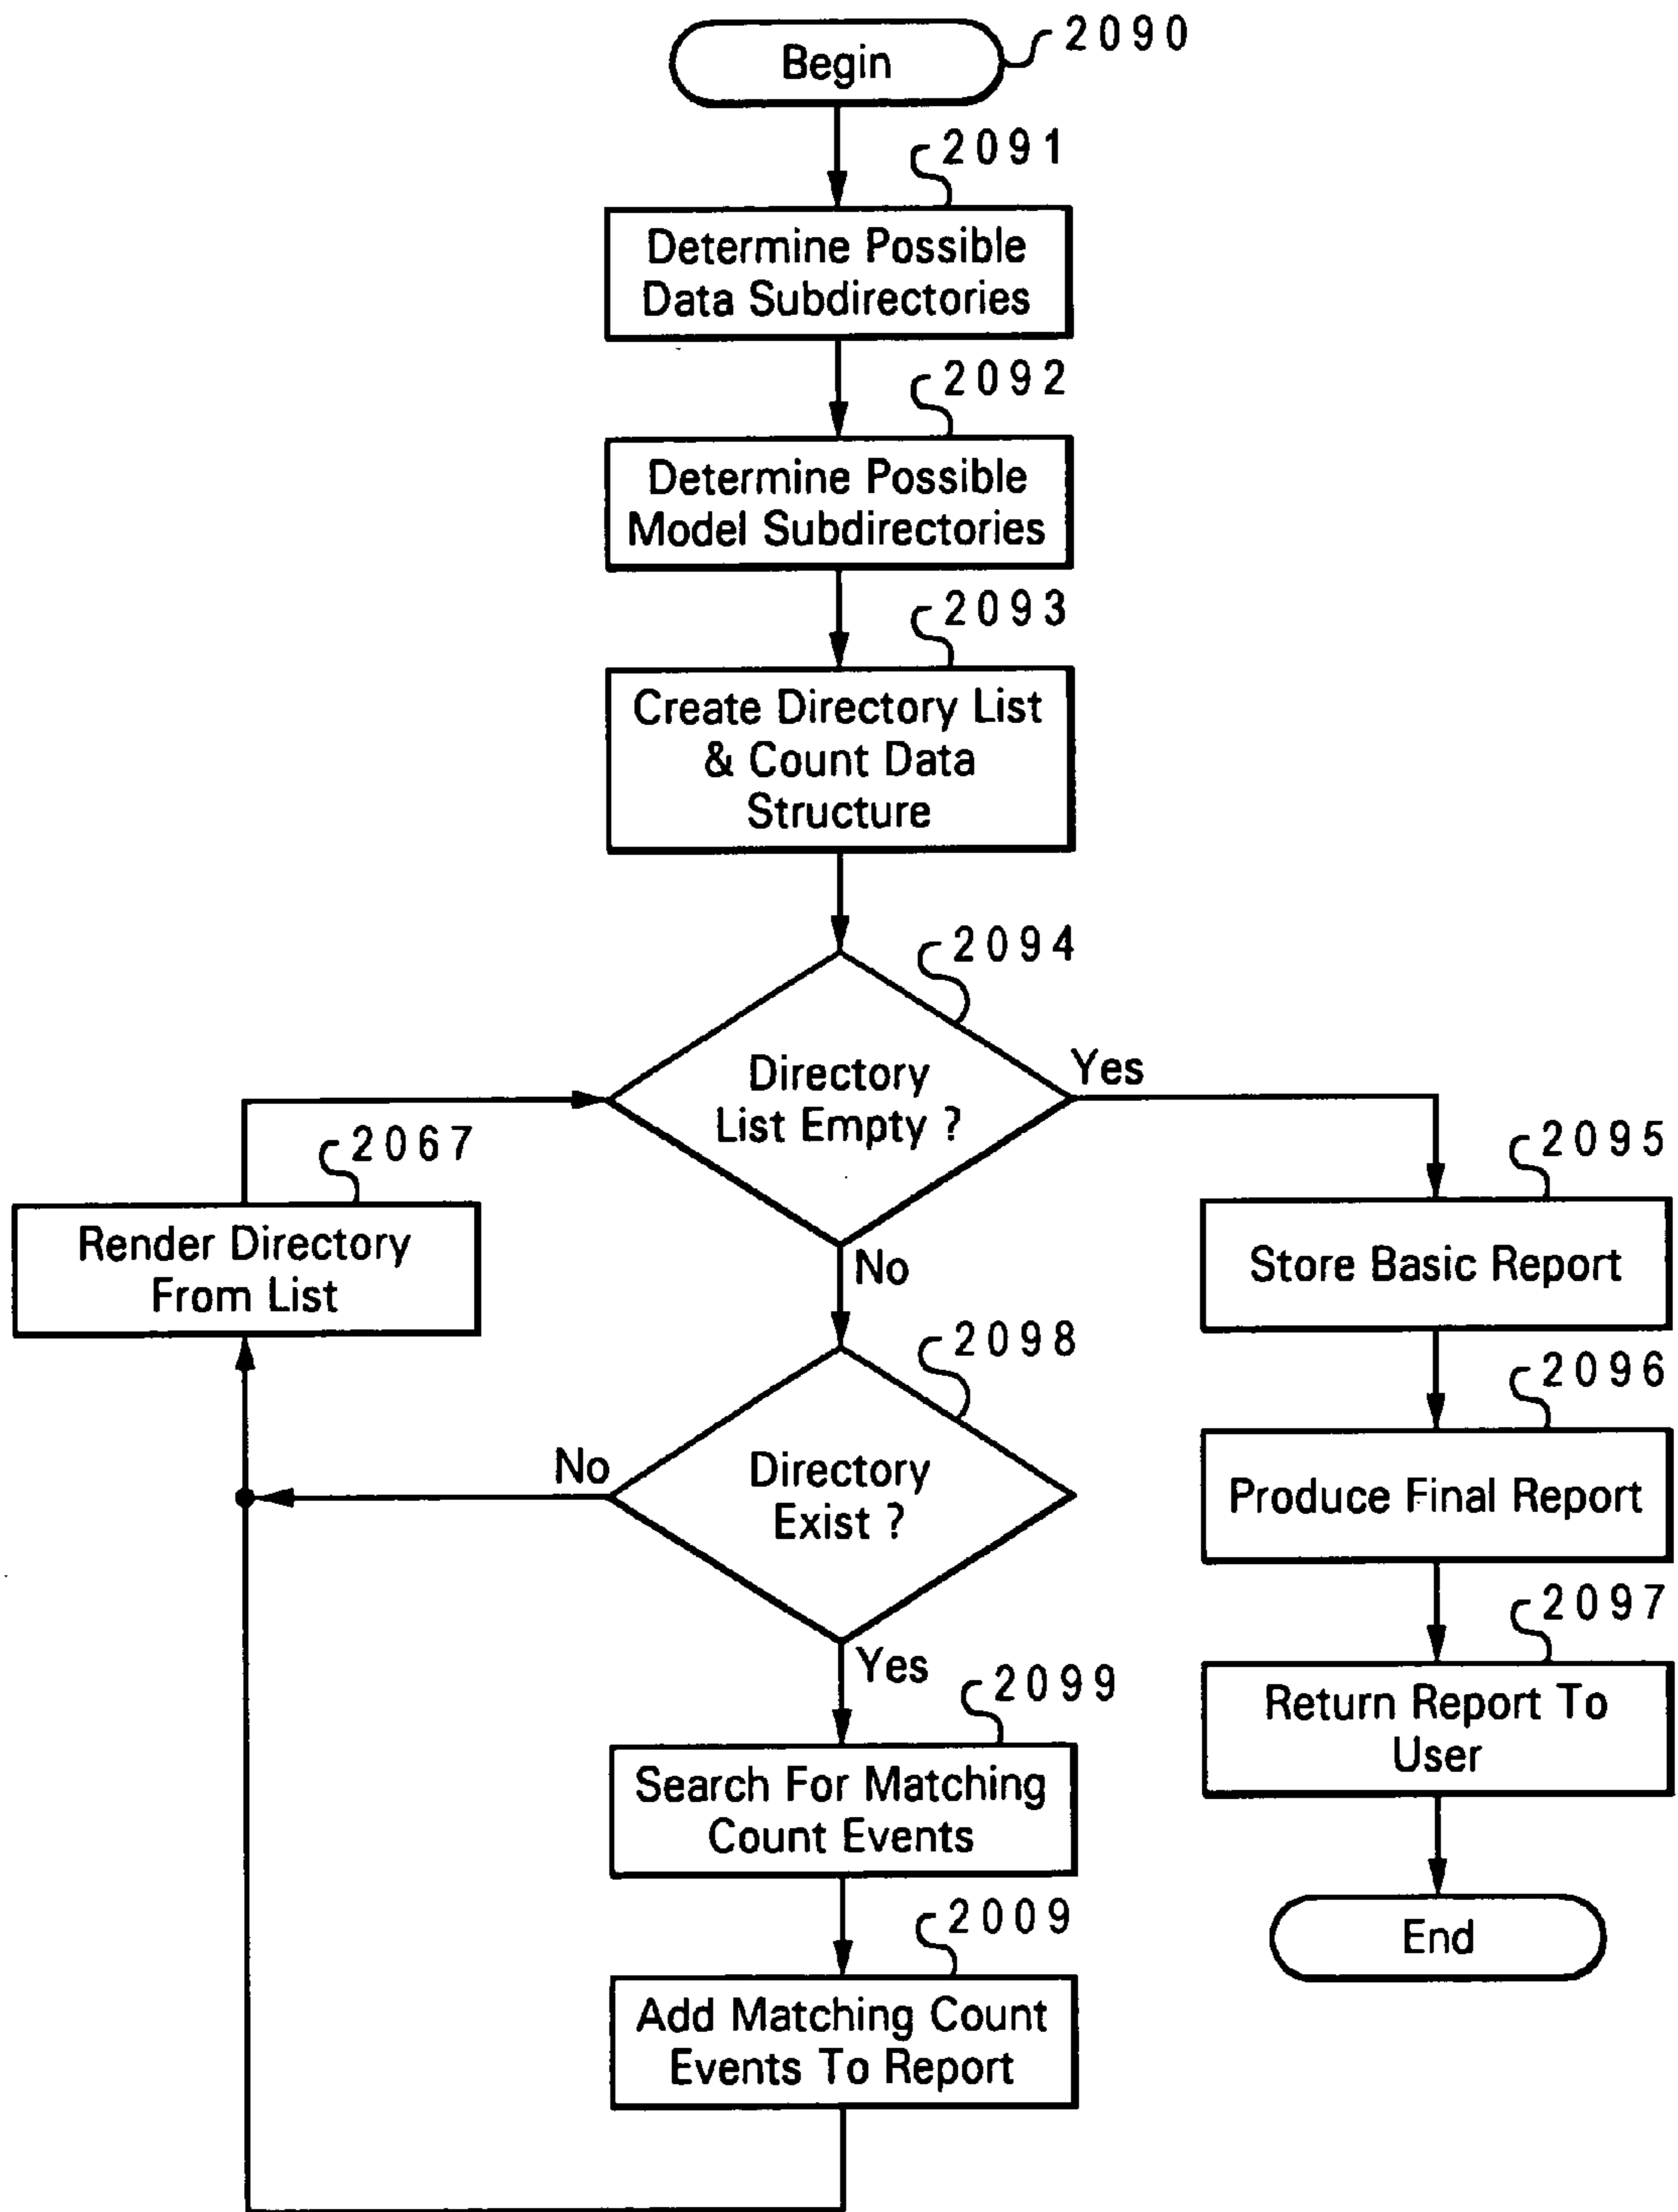 Begin
2090
2091
Determine Possible
Data Subdirectories
2092
Determine Possible
Model Subdirectories
2093
Create Directory List
& Count Data
Structure
2094
Directory
List Empty ?
Yes
No
2067
Render Directory
From List
2095
Store Basic Report
2096
Produce Final Report
2097
Return Report To
User
End
2098
Directory
Exist ?
No
Yes
2099
Search For Matching
Count Events
2009
Add Matching Count
Events To Report